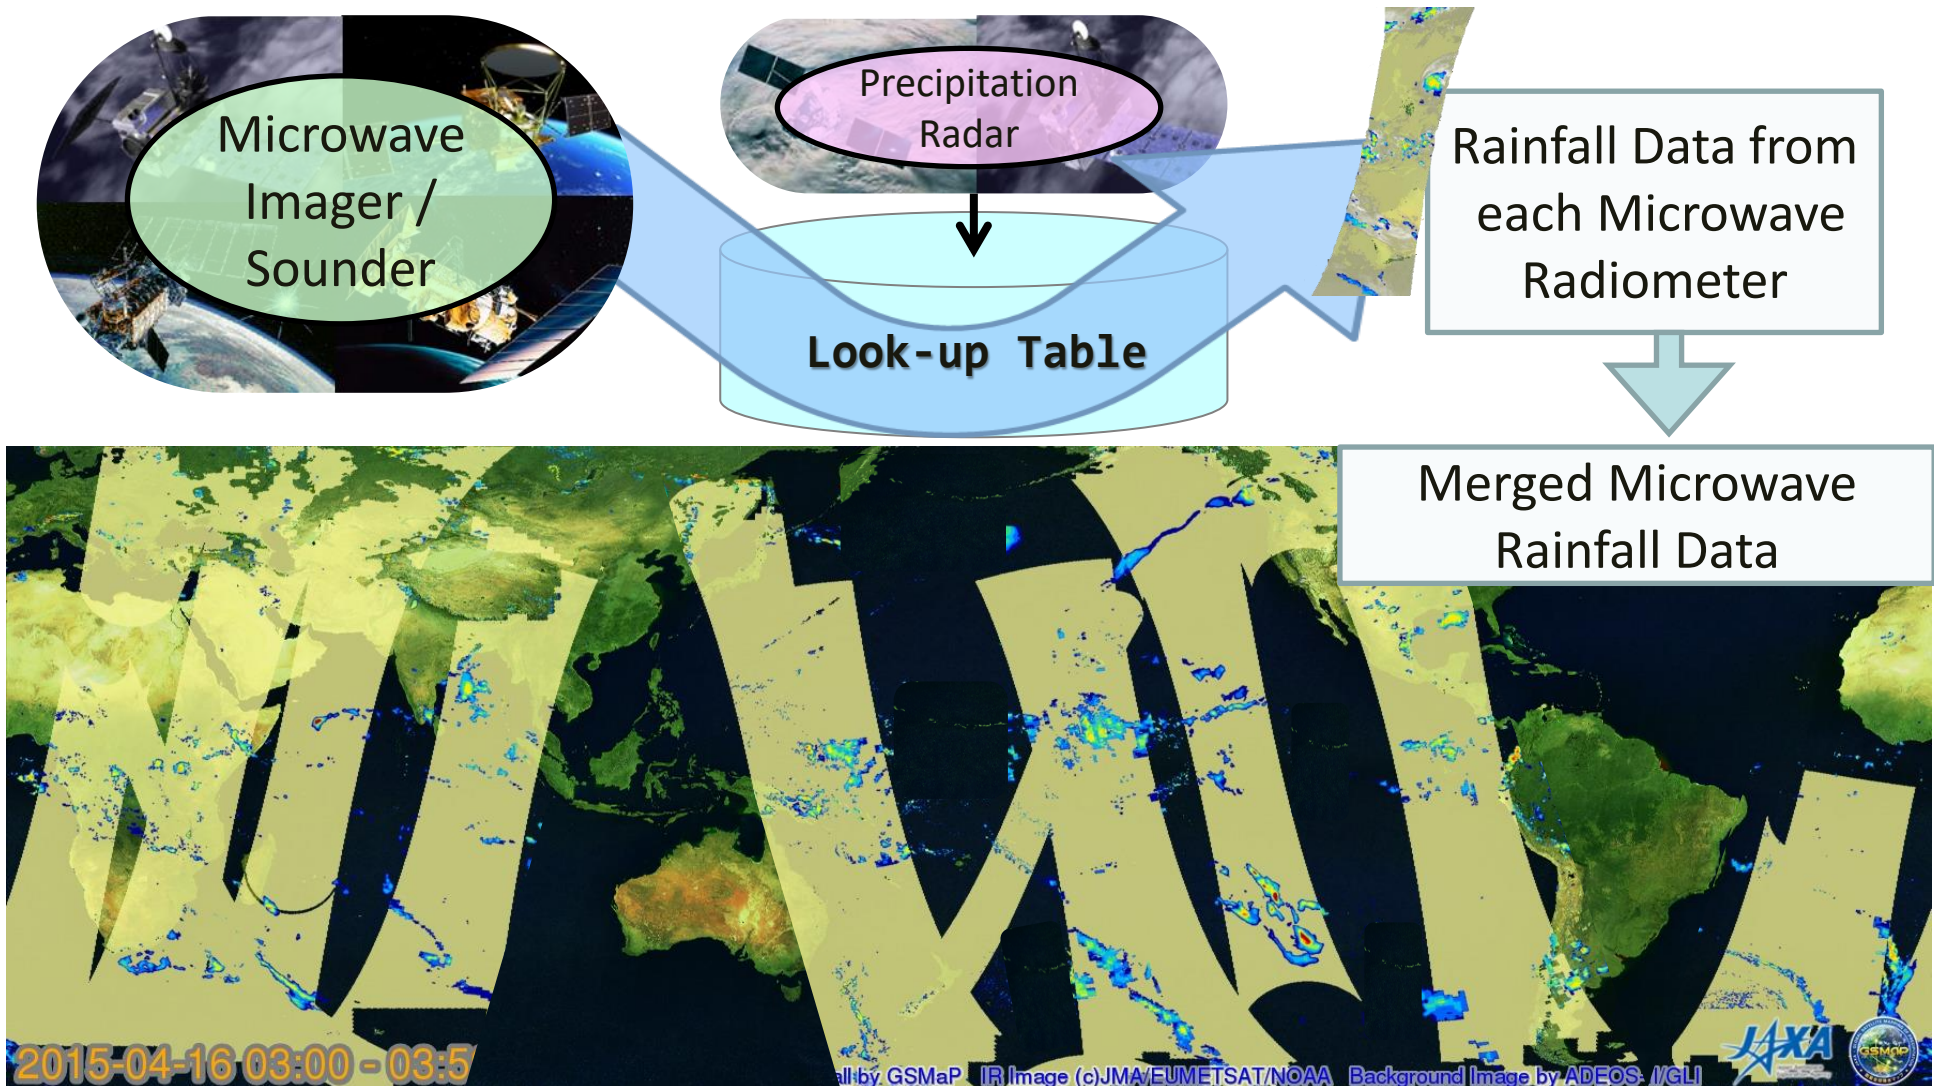 Microwave
Imager /
Sounder
Precipitation
Radar
Look-up Table
Rainfall Data from
each Microwave
Radiometer
Merged Microwave
Rainfall Data
2015-04-16 03:00 - 03:5
all by GSMaP IR Image (c)JMA/EUMETSAT/NOAA Background Image by ADEOS- I/GLI
JAXA
GSMaP